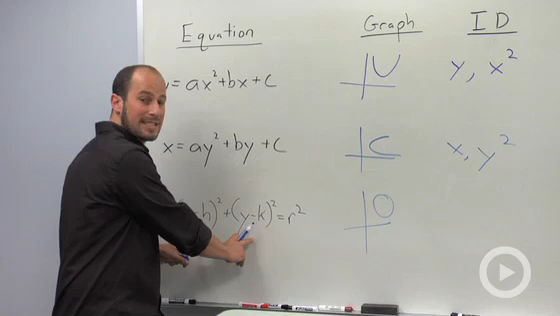 Equation Graph ID
y = ax² + bx + c y, x²
x = ay² + by + c x, y²
-h)² + (y-k)² = r²